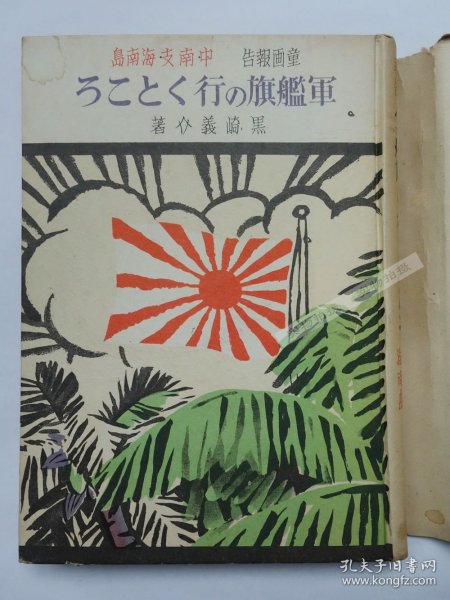 童画報告 中南支海南島
軍艦旗の行くところ
黒崎義介著
孔夫子旧书网
www.kongfz.com